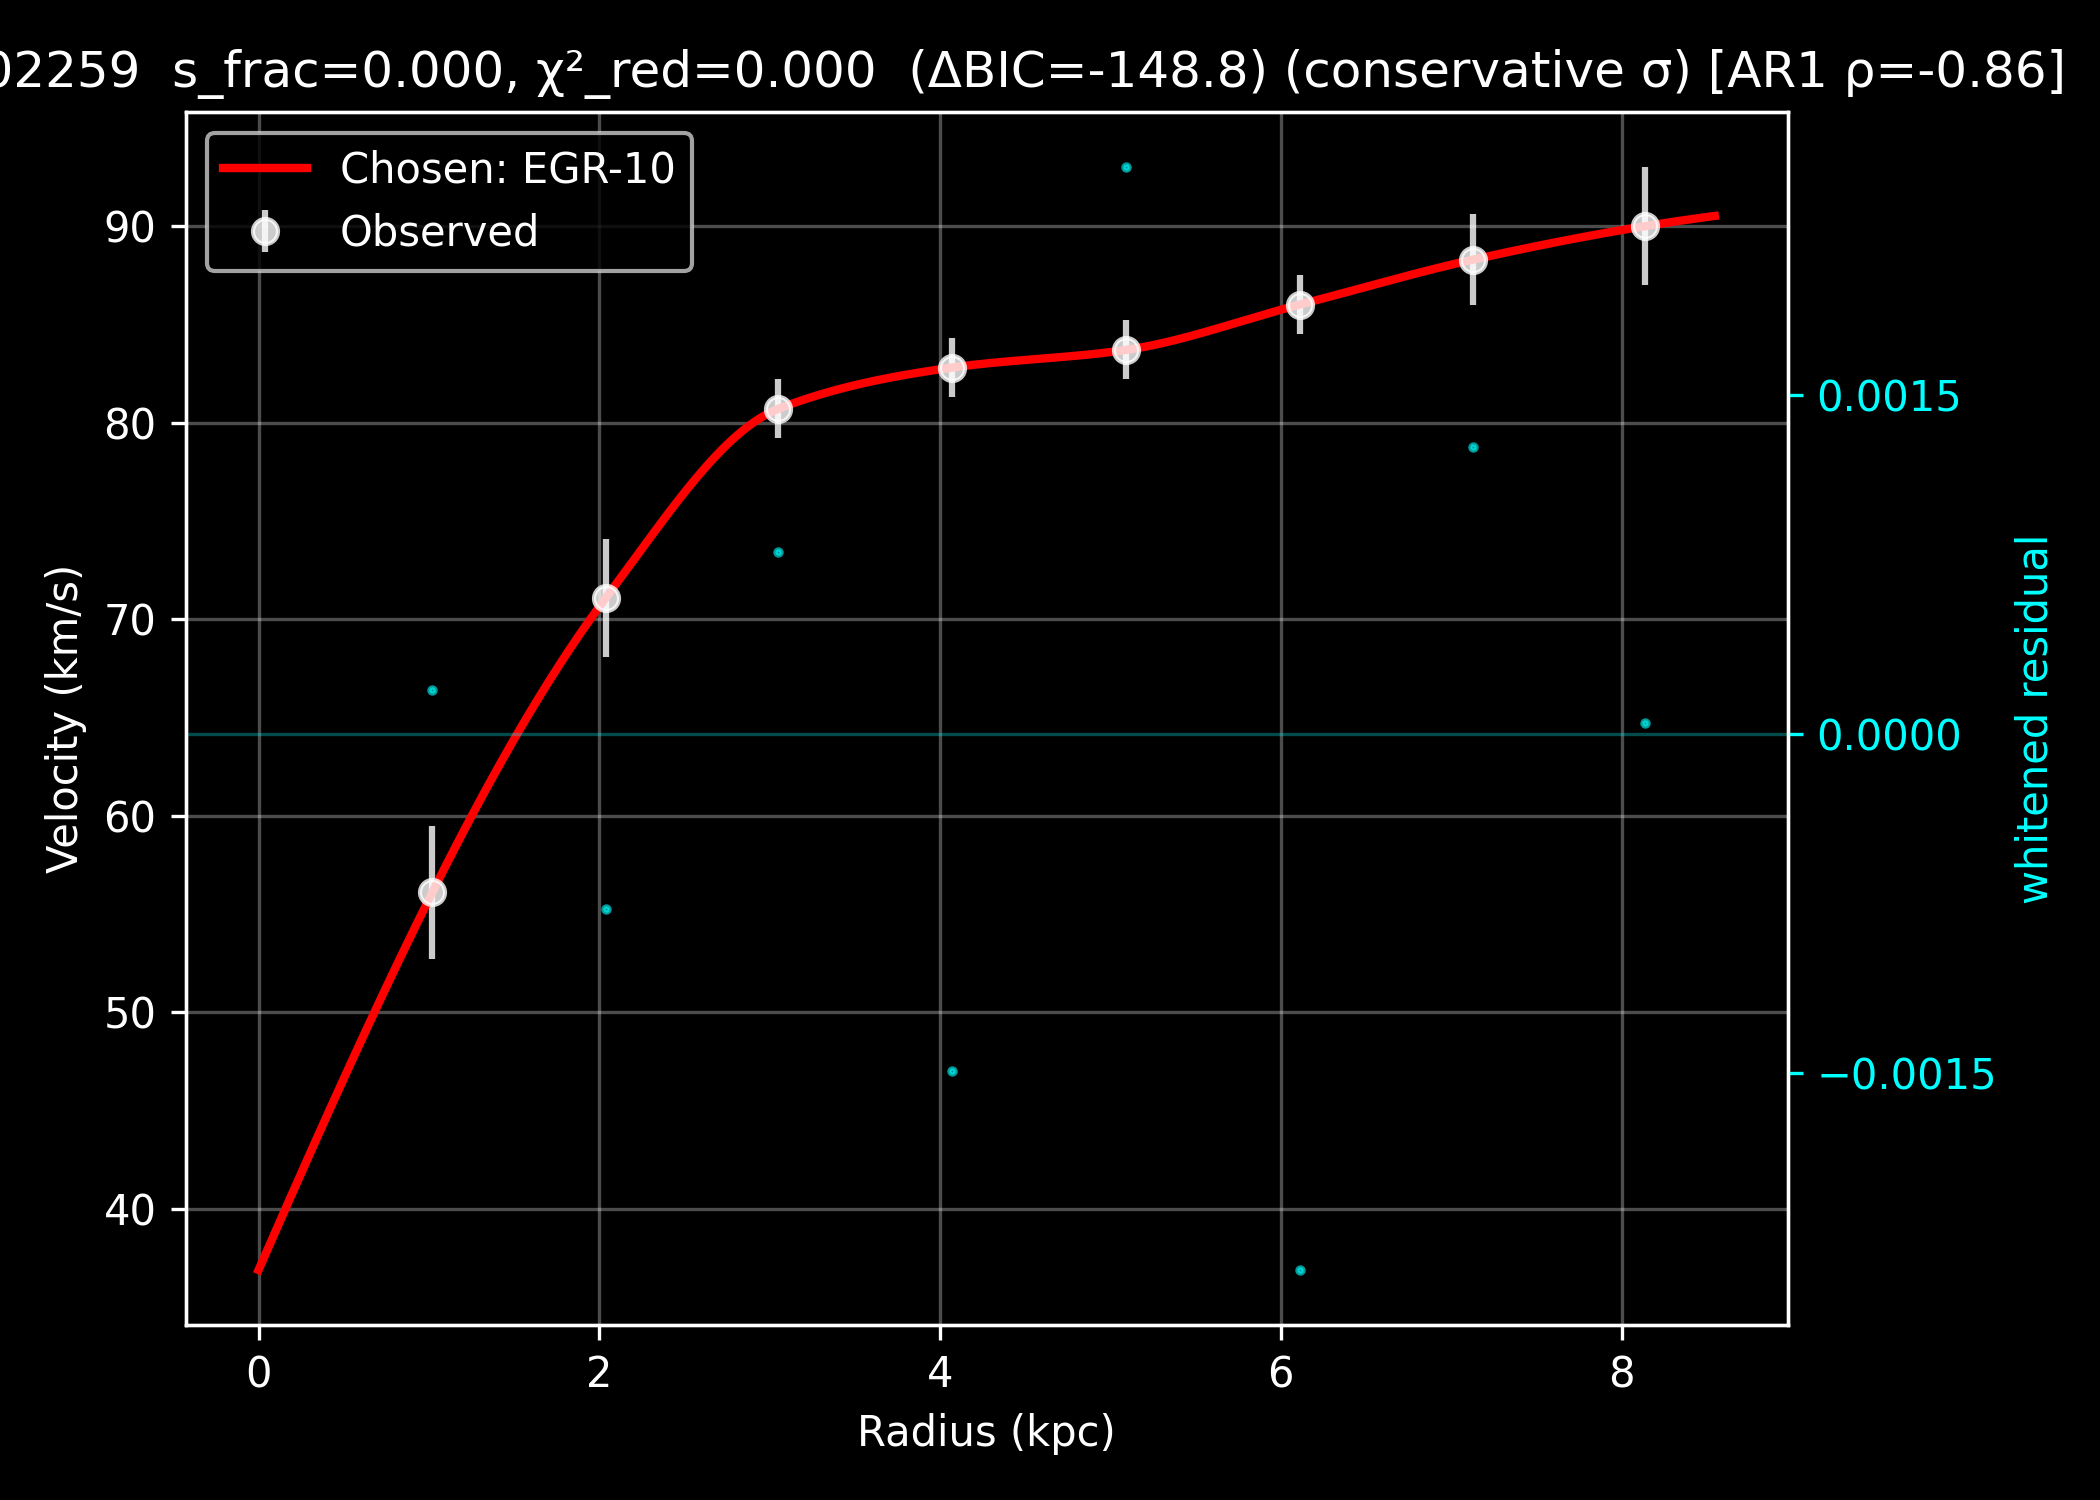 02259  s_frac=0.000, χ²_red=0.000  (ΔBIC=-148.8) (conservative σ) [AR1 ρ=-0.86]
Chosen: EGR-10
Observed
90
80
70
60
50
40
Velocity (km/s)
0.0015
0.0000
−0.0015
whitened residual
0
2
4
6
8
Radius (kpc)